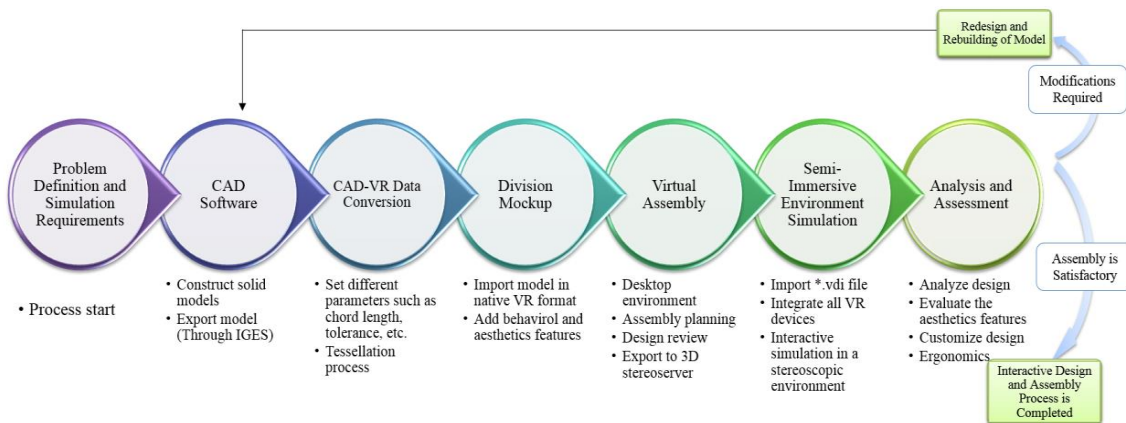 Redesign and
Rebuilding of Model
Modifications
Required
Problem
Definition and
Simulation
Requirements
CAD
Software
CAD-VR Data
Conversion
Division
Mockup
Virtual
Assembly
Semi-
Immersive
Environment
Simulation
Analysis and
Assessment
Assembly is
Satisfactory
• Process start
• Construct solid
models
• Export model
(Through IGES)
• Set different
parameters such as
chord length,
tolerance, etc.
• Tessellation
process
• Import model in
native VR format
• Add behavirol and
aesthetics features
• Desktop
environment
• Assembly planning
• Design review
• Export to 3D
stereoserver
• Import *.vdi file
• Integrate all VR
devices
• Interactive
simulation in a
stereoscopic
environment
• Analyze design
• Evaluate the
aesthetics features
• Customize design
• Ergonomics
Interactive Design
and Assembly
Process is
Completed